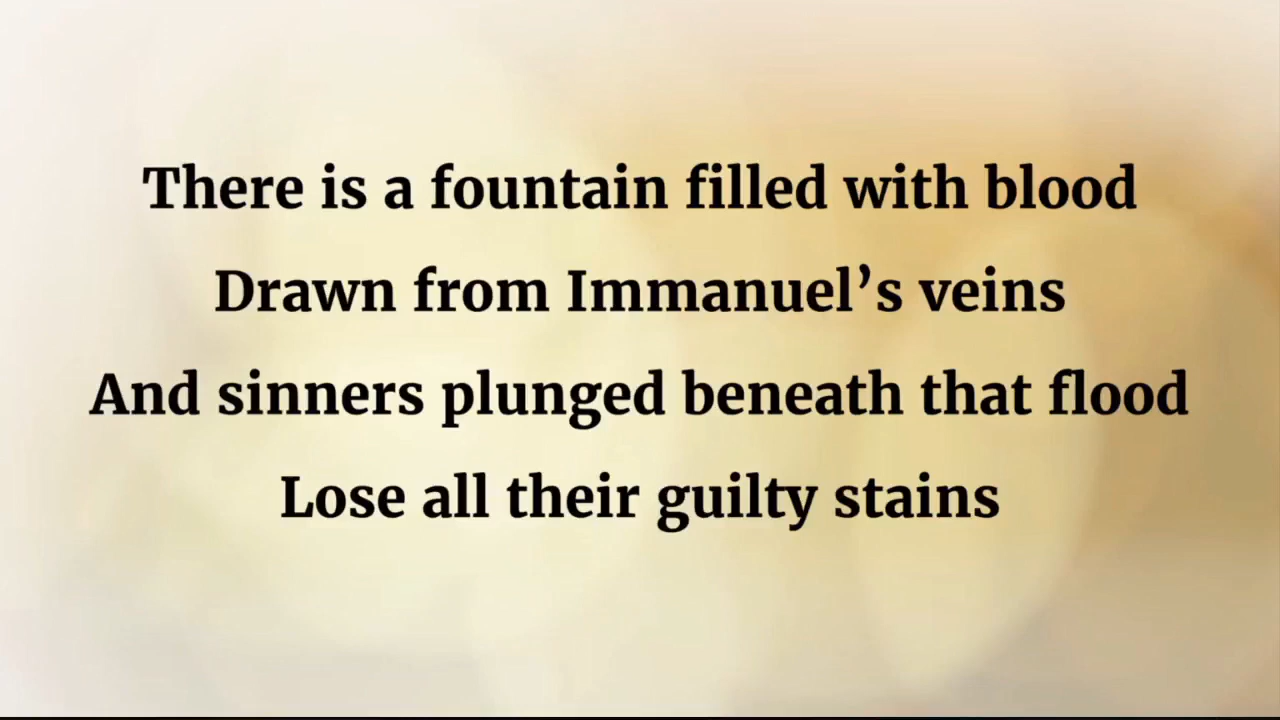 There is a fountain filled with blood
Drawn from Immanuel’s veins
And sinners plunged beneath that flood
Lose all their guilty stains